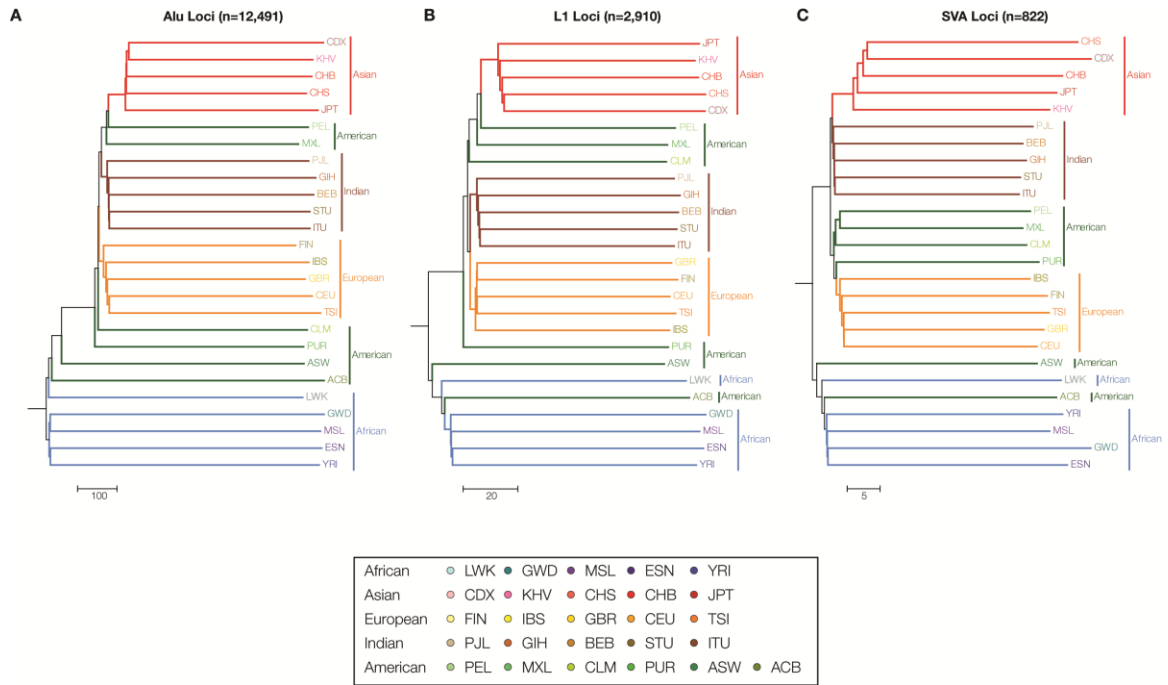 A
Alu Loci (n=12,491)
CDX
KHV
CHB
CHS
JPT
Asian
PEL
MXL
American
PJL
GIH
BEB
STU
ITU
Indian
FIN
IBS
GBR
CEU
TSI
European
CLM
PUR
ASW
ACB
American
LWK
GWD
MSL
ESN
YRI
African
100
B
L1 Loci (n=2,910)
JPT
KHV
CHB
CHS
CDX
Asian
PEL
MXL
CLM
American
PJL
GIH
BEB
STU
ITU
Indian
GBR
FIN
CEU
TSI
IBS
European
PUR
ASW
American
LWK
African
ACB
American
GWD
MSL
ESN
YRI
African
20
C
SVA Loci (n=822)
CHS
CDX
CHB
JPT
KHV
Asian
PJL
BEB
GIH
STU
ITU
Indian
PEL
MXL
CLM
PUR
American
IBS
FIN
TSI
GBR
CEU
European
ASW
American
LWK
African
ACB
American
YRI
MSL
GWD
ESN
African
5
African LWK GWD MSL ESN YRI
Asian CDX KHV CHS CHB JPT
European FIN IBS GBR CEU TSI
Indian PJL GIH BEB STU ITU
American PEL MXL CLM PUR ASW ACB